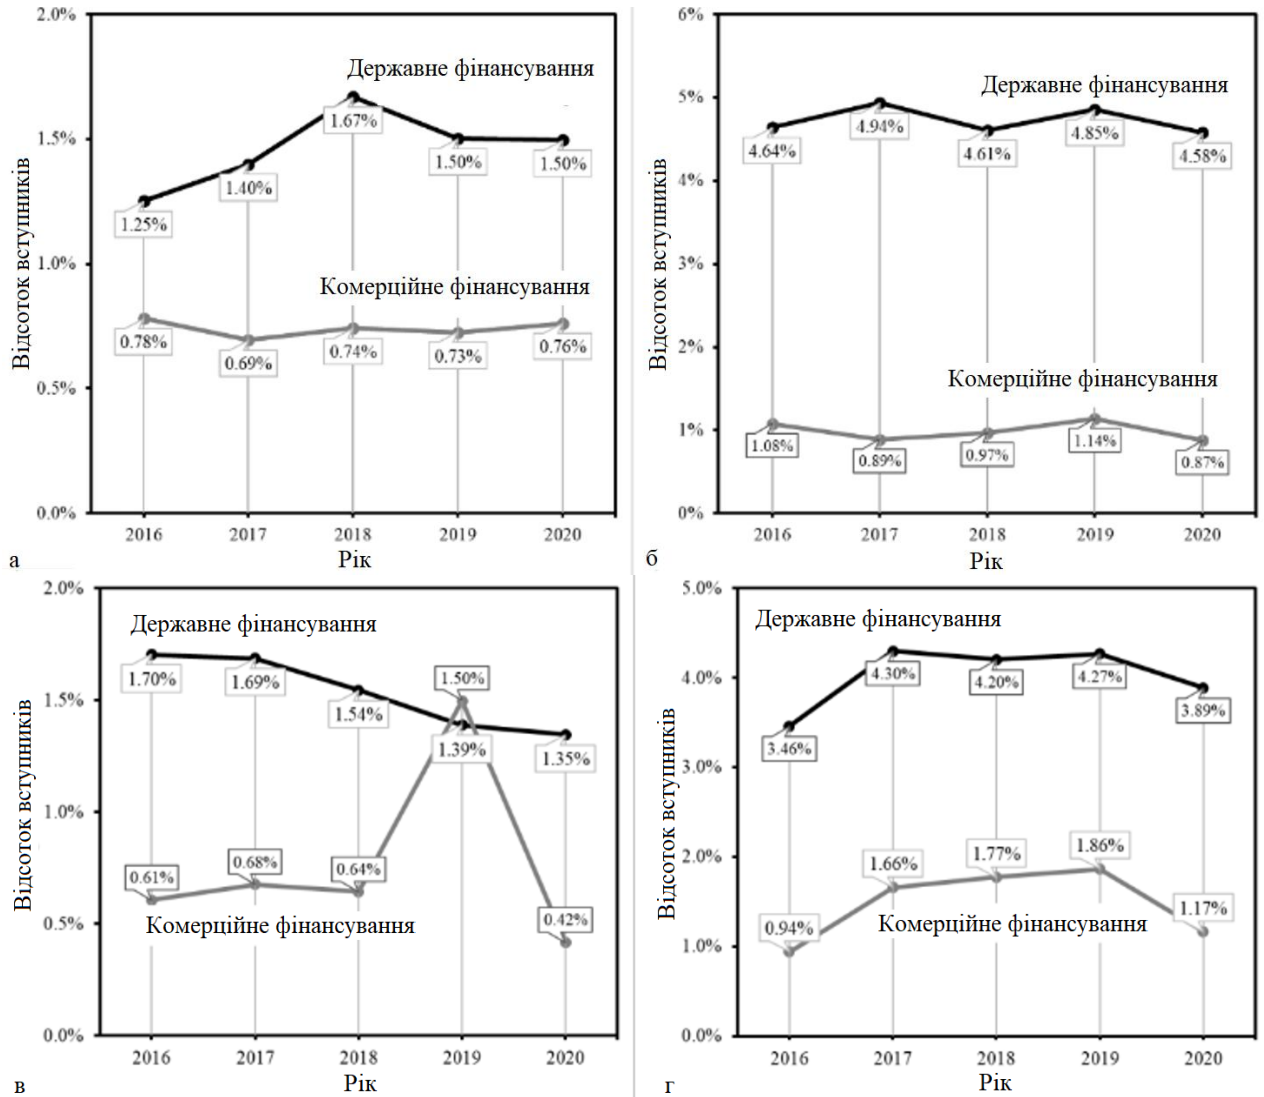 2.0%
Державне фінансування
1.67%
1.5%
1.50%
1.50%
1.40%
1.25%
1.0%
Комерційне фінансування
0.78%
0.69%
0.74%
0.73%
0.76%
0.5%
0.0%
2016 2017 2018 2019 2020
Відсоток вступників
Рік
а
6%
Державне фінансування
5%
4.64%
4.94%
4.61%
4.85%
4.58%
4%
3%
2%
Комерційне фінансування
1%
1.08%
0.89%
0.97%
1.14%
0.87%
0%
2016 2017 2018 2019 2020
Відсоток вступників
Рік
б
2.0%
Державне фінансування
1.70%
1.69%
1.54%
1.50%
1.39%
1.35%
1.5%
1.0%
0.61%
0.68%
0.64%
0.42%
Комерційне фінансування
0.5%
0.0%
2016 2017 2018 2019 2020
Відсоток вступників
Рік
в
5.0%
Державне фінансування
4.0%
3.46%
4.30%
4.20%
4.27%
3.89%
3.0%
2.0%
0.94%
1.66%
1.77%
1.86%
1.17%
Комерційне фінансування
1.0%
0.0%
2016 2017 2018 2019 2020
Відсоток вступників
Рік
г